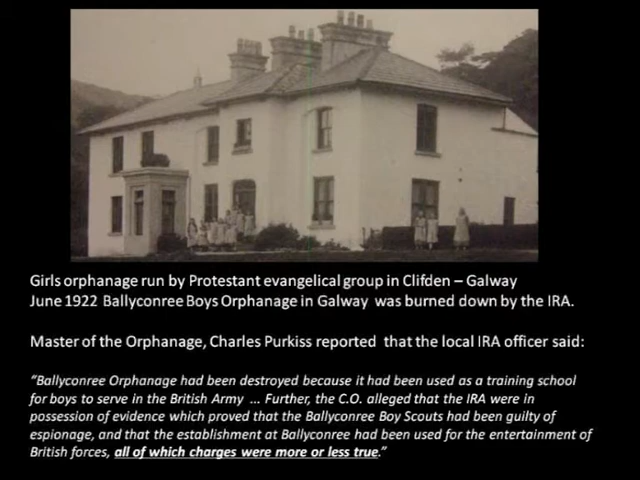 Girls orphanage run by Protestant evangelical group in Clifden – Galway
June 1922 Ballyconree Boys Orphanage in Galway was burned down by the IRA.
Master of the Orphanage, Charles Purkiss reported that the local IRA officer said:
"Ballyconree Orphanage had been destroyed because it had been used as a training school
for boys to serve in the British Army ... Further, the C.O. alleged that the IRA were in
possession of evidence which proved that the Ballyconree Boy Scouts had been guilty of
espionage, and that the establishment at Ballyconree had been used for the entertainment of
British forces, all of which charges were more or less true."